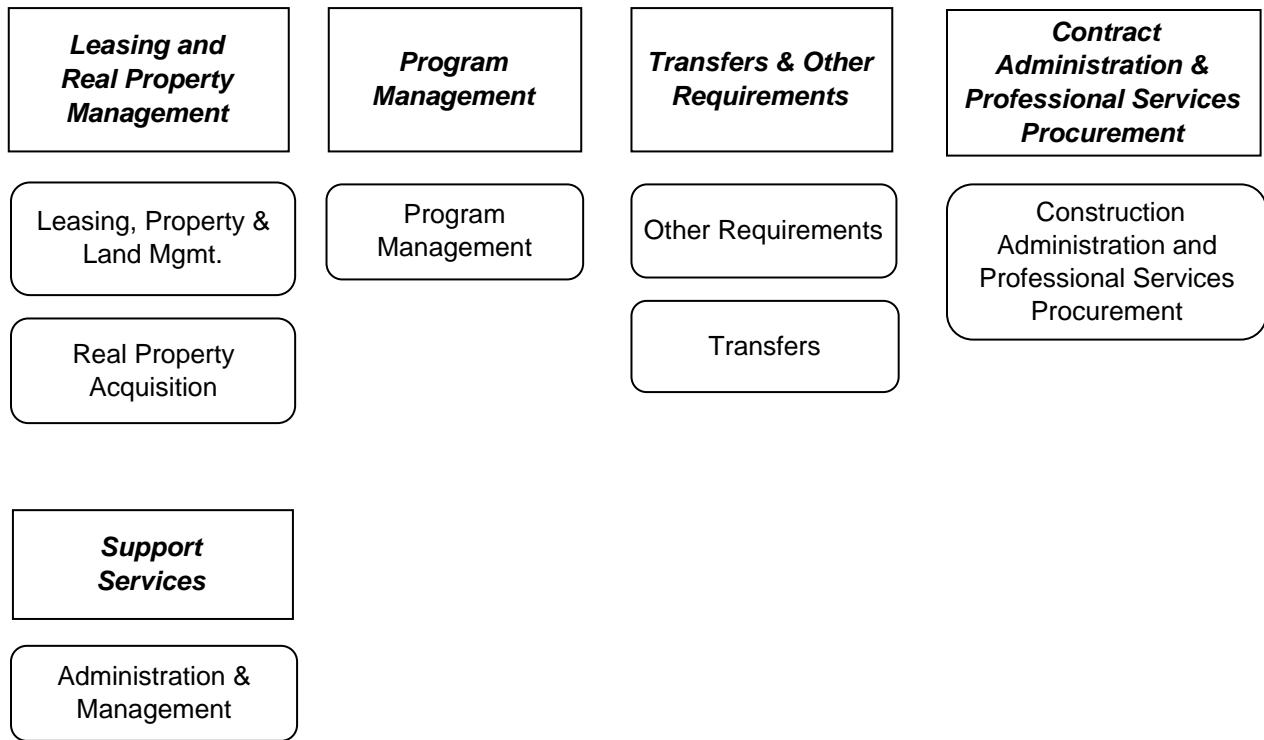 Leasing and
Real Property
Management
Leasing, Property &
Land Mgmt.
Real Property
Acquisition
Program
Management
Program
Management
Transfers & Other
Requirements
Other Requirements
Transfers
Contract
Administration &
Professional Services
Procurement
Construction
Administration and
Professional Services
Procurement
Support
Services
Administration &
Management